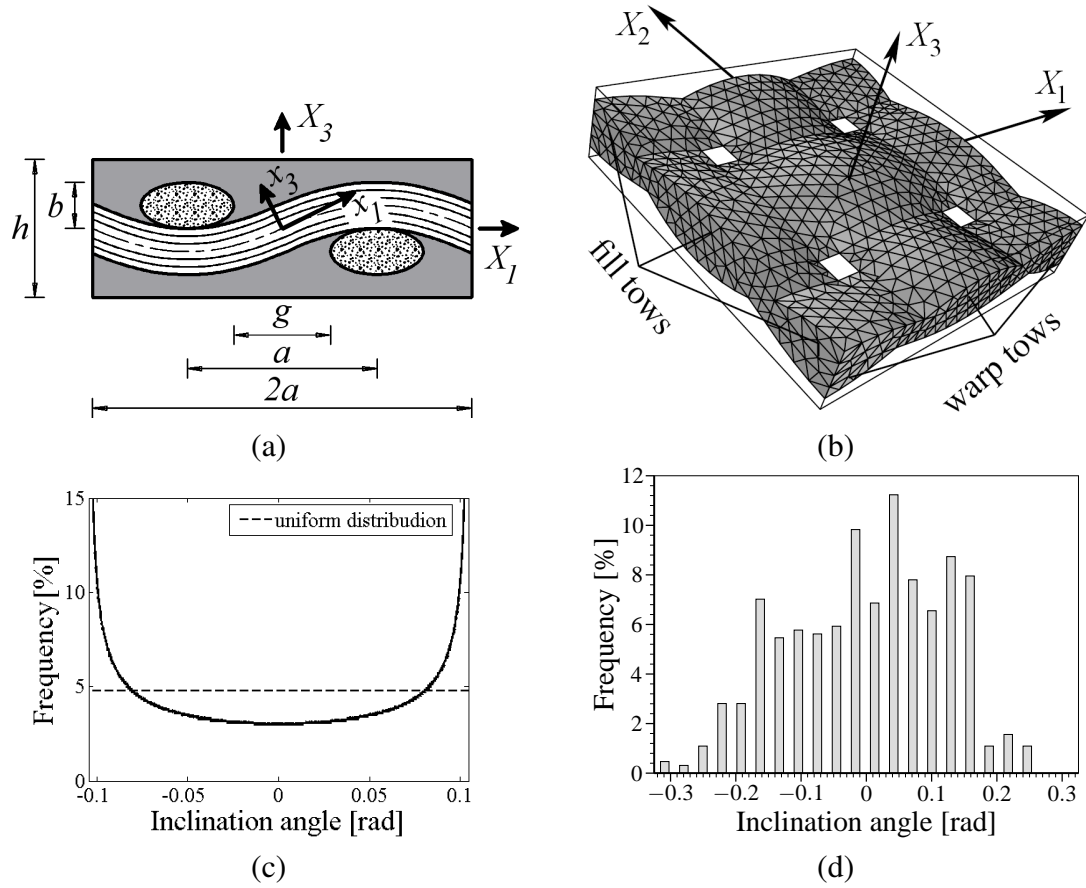 X3
h
b
x3
x1
X1
g
a
2a
(a)
X2
X3
X1
fill tows
warp tows
(b)
15
10
5
0
Frequency [%]
uniform distribudion
-0.1
-0.05
0
0.05
0.1
Inclination angle [rad]
(c)
12
10
8
6
4
2
0
Frequency [%]
−0.3
−0.2
−0.1
0
0.1
0.2
0.3
Inclination angle [rad]
(d)